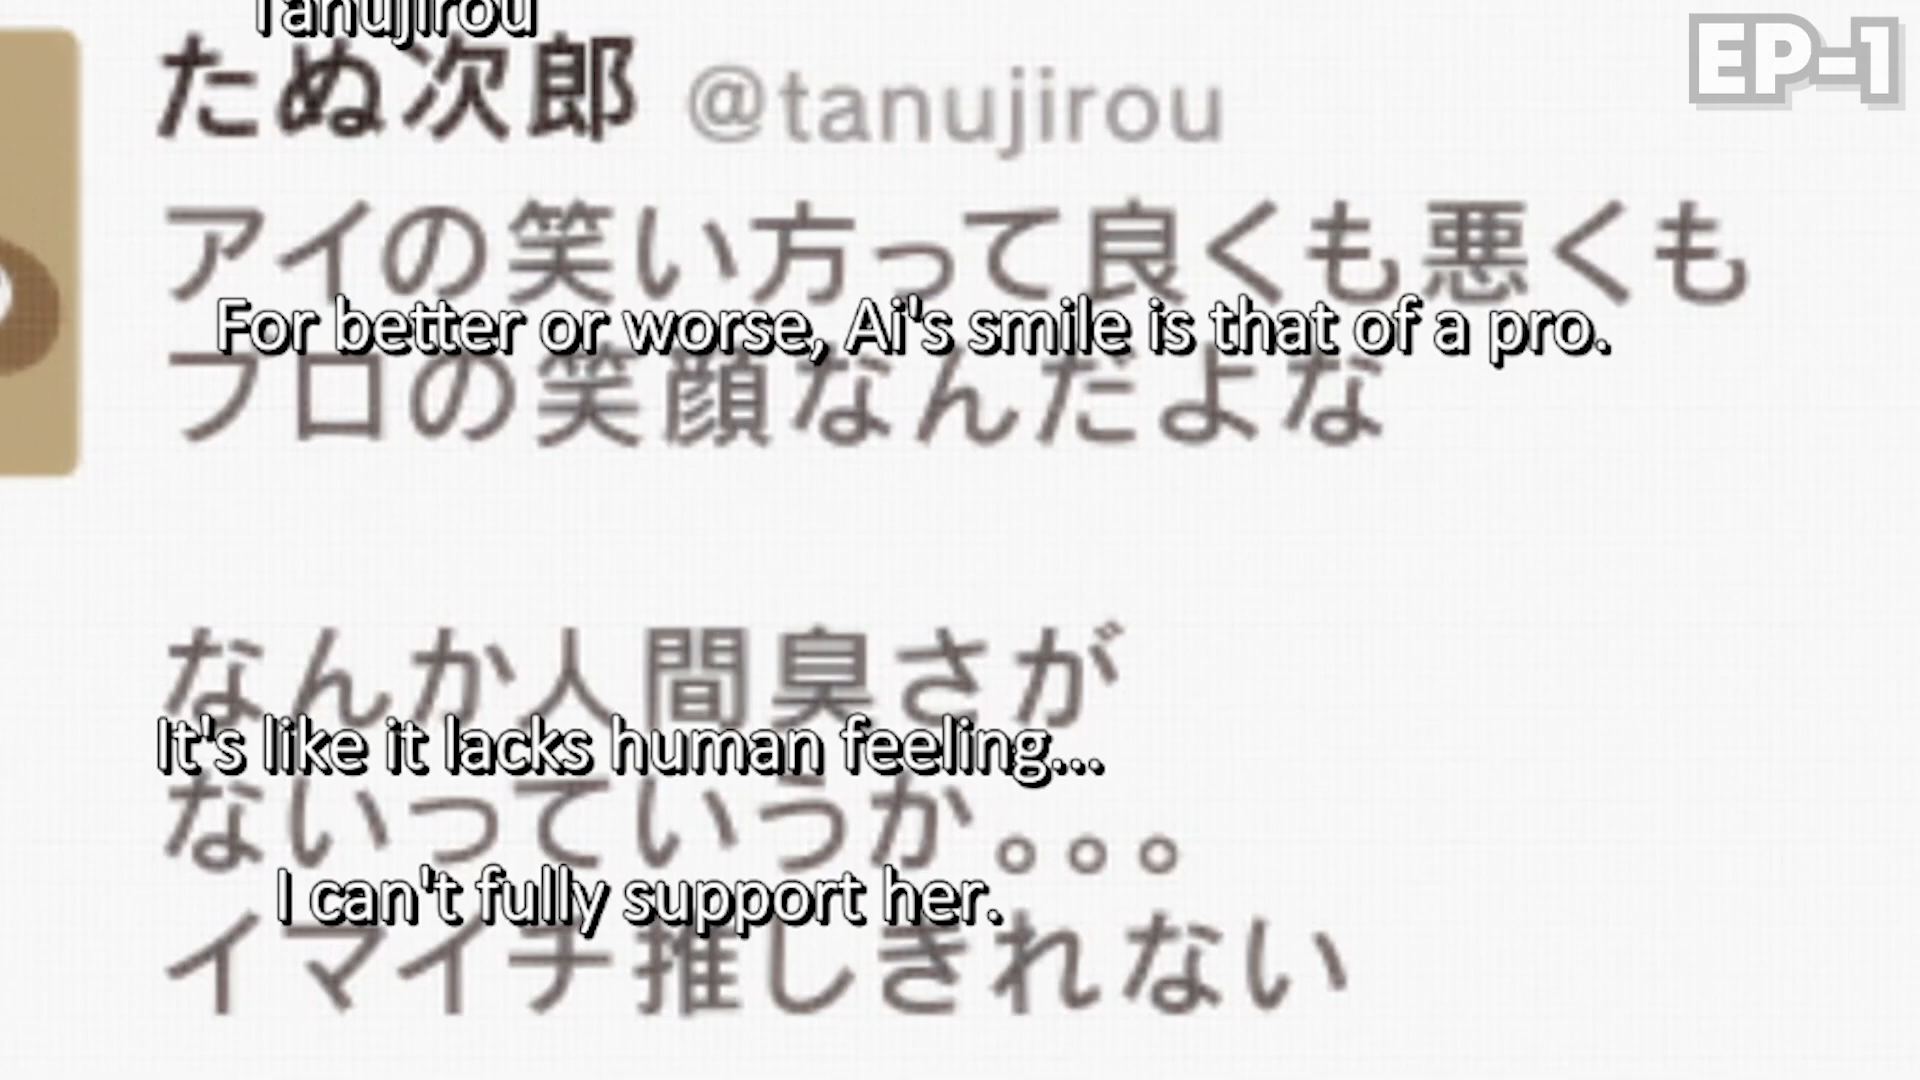 Tanujirou
EP-1
たぬ次郎 @tanujirou
アイの笑い方って良くも悪くも
For better or worse, Ai's smile is that of a pro.
プロの笑顔なんだよな
なんか人間臭さが
It's like it lacks human feeling...
ないっていうか。。。
I can't fully support her.
イマイチ推しきれない